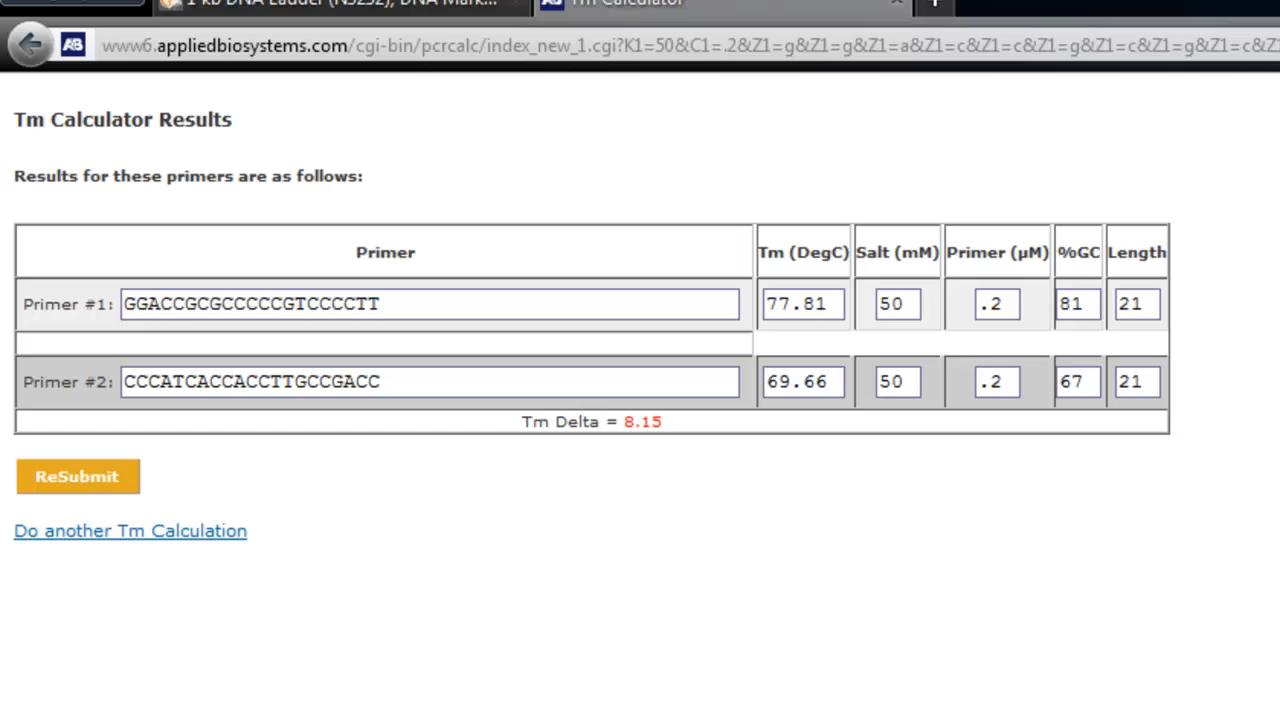 1 kb DNA Ladder (N3232), DNA Mark...
Tm Calculator
www6.appliedbiosystems.com/cgi-bin/pcrcalc/index_new_1.cgi?K1=50&C1=.2&Z1=g&Z1=g&Z1=a&Z1=c&Z1=c&Z1=g&Z1=c&Z1=g&Z1=c&Z1
Tm Calculator Results
Results for these primers are as follows:
Primer Tm (DegC) Salt (mM) Primer (µM) %GC Length
Primer #1: GGACCGCGCCCCCGTCCCCTT 77.81 50 .2 81 21
Primer #2: CCCATCACCACCTTGCCGACC 69.66 50 .2 67 21
Tm Delta = 8.15
ReSubmit
Do another Tm Calculation